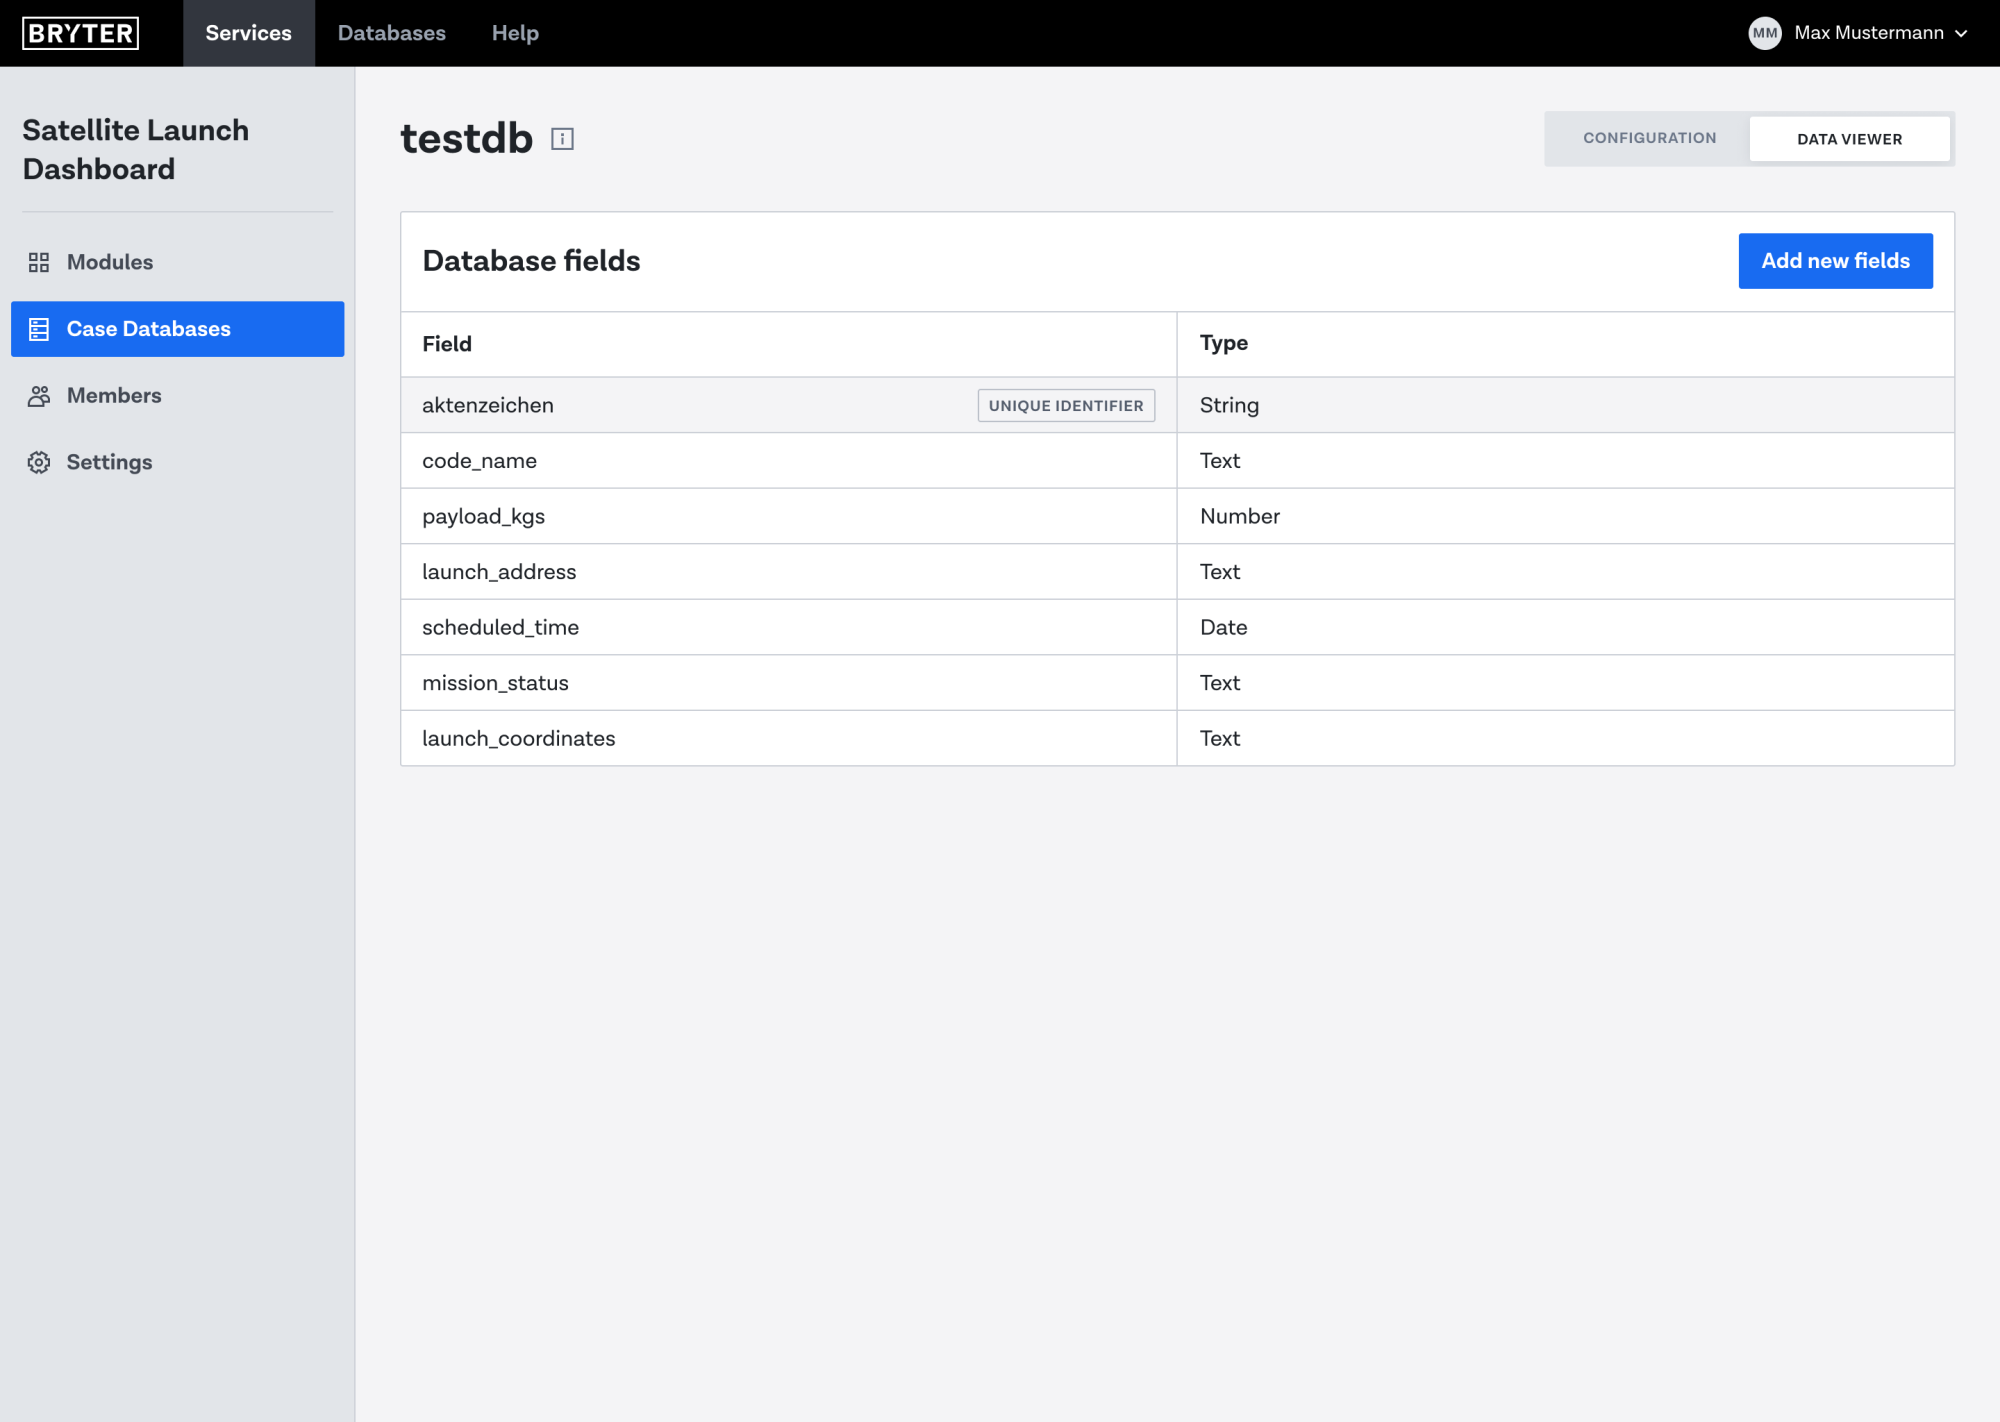 BRYTER
Services
Databases
Help
MM
Max Mustermann
Satellite Launch
Dashboard
Modules
Case Databases
Members
Settings
testdb
CONFIGURATION
DATA VIEWER
Database fields
Add new fields
Field
Type
aktenzeichen
UNIQUE IDENTIFIER
String
code_name
Text
payload_kgs
Number
launch_address
Text
scheduled_time
Date
mission_status
Text
launch_coordinates
Text